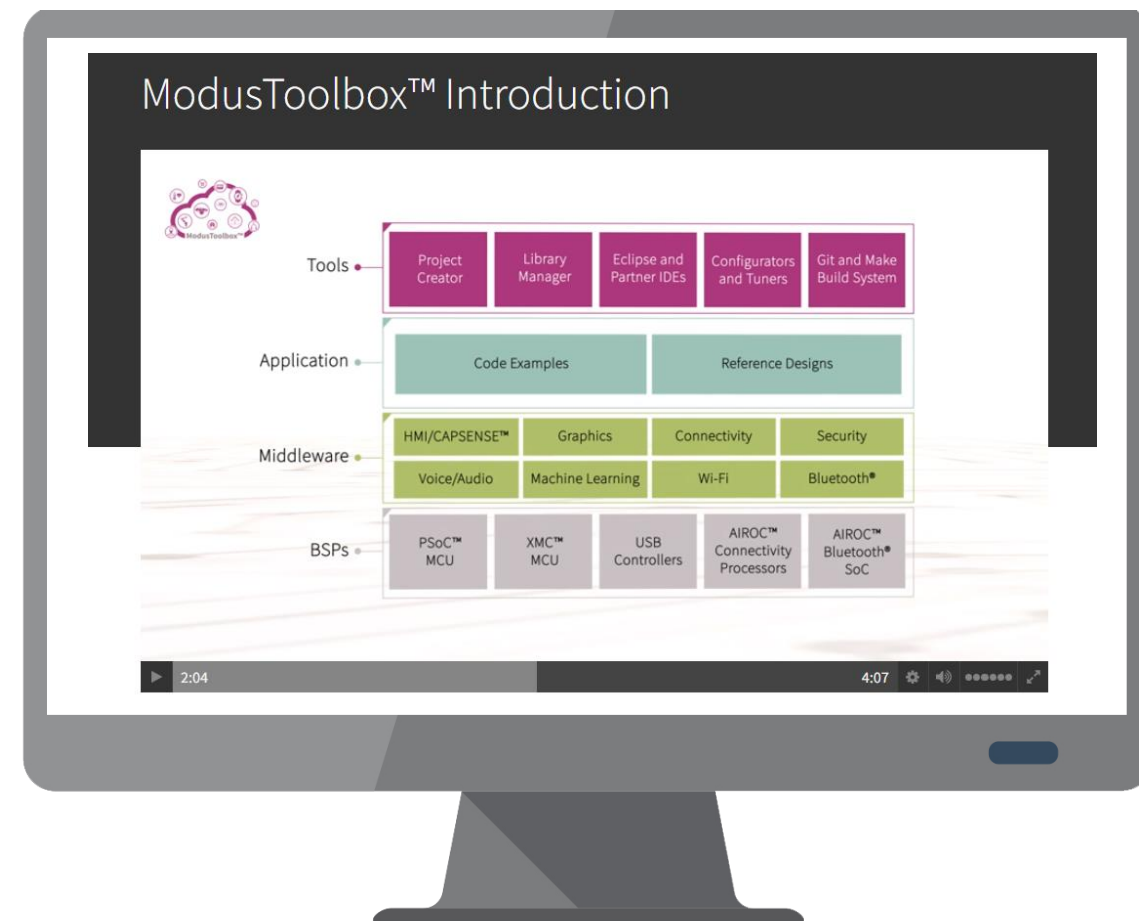 ModusToolbox™ Introduction
ModusToolbox™
Tools
Project
Creator
Library
Manager
Eclipse and
Partner IDEs
Configurators
and Tuners
Git and Make
Build System
Application
Code Examples
Reference Designs
Middleware
HMI/CAPSENSE™
Graphics
Connectivity
Security
Voice/Audio
Machine Learning
Wi-Fi
Bluetooth®
BSPs
PSoC™
MCU
XMC™
MCU
USB
Controllers
AIROC™
Connectivity
Processors
AIROC™
Bluetooth®
SoC
2:04
4:07